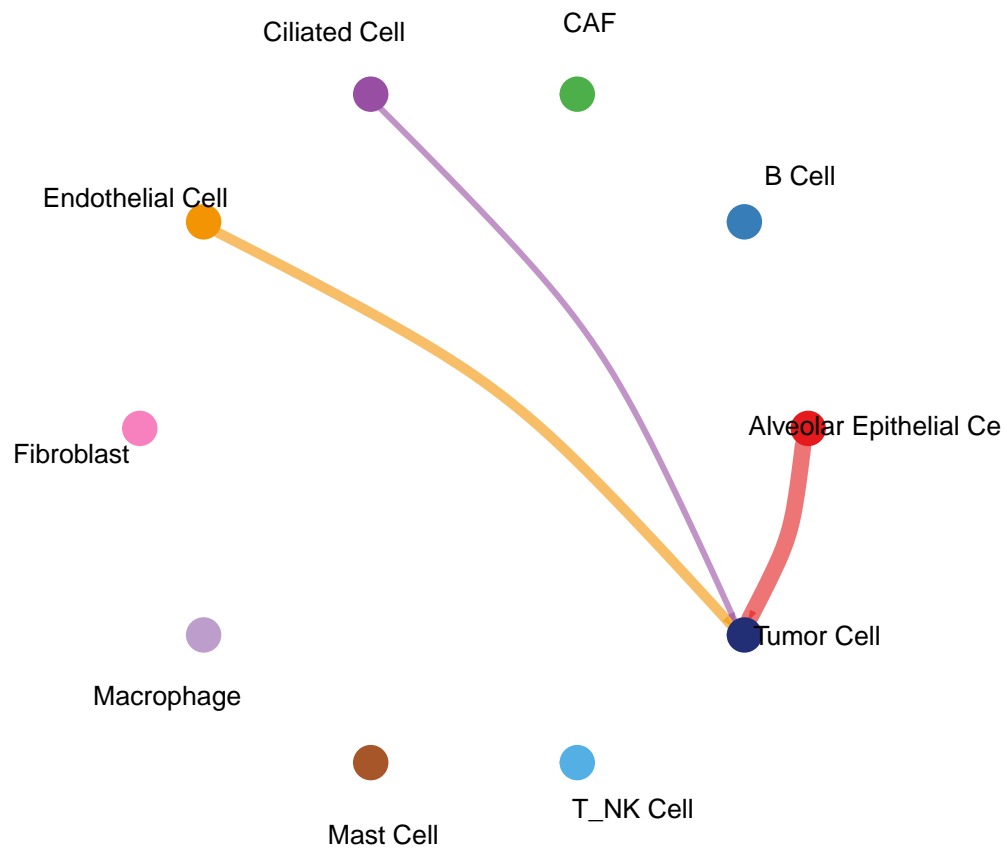 CAF
Ciliated Cell
B Cell
Endothelial Cell
Alveolar Epithelial Ce
Fibroblast
Tumor Cell
Macrophage
T_NK Cell
Mast Cell